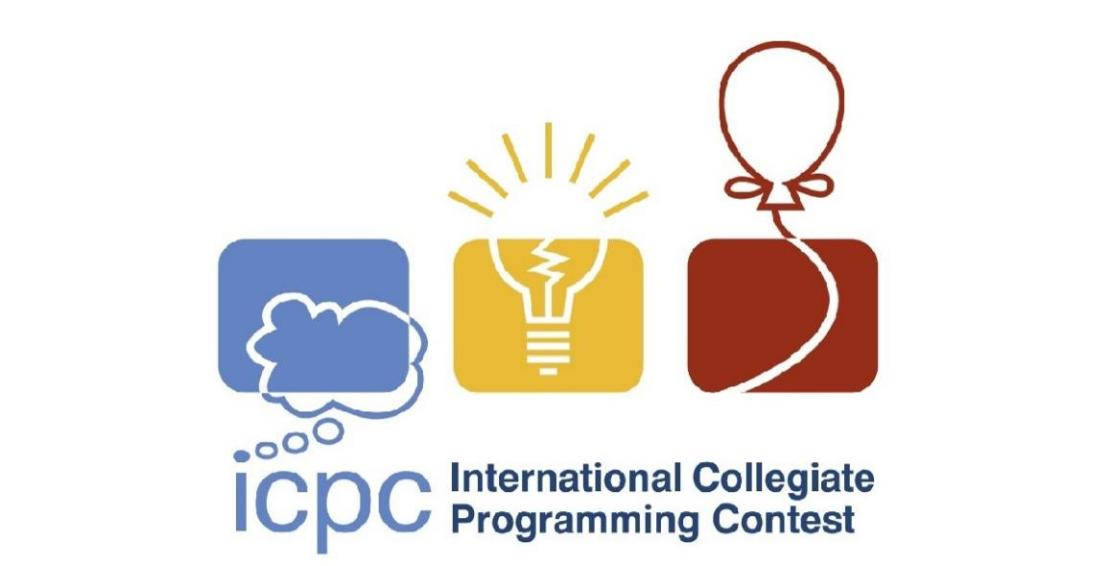 icpc
International Collegiate
Programming Contest